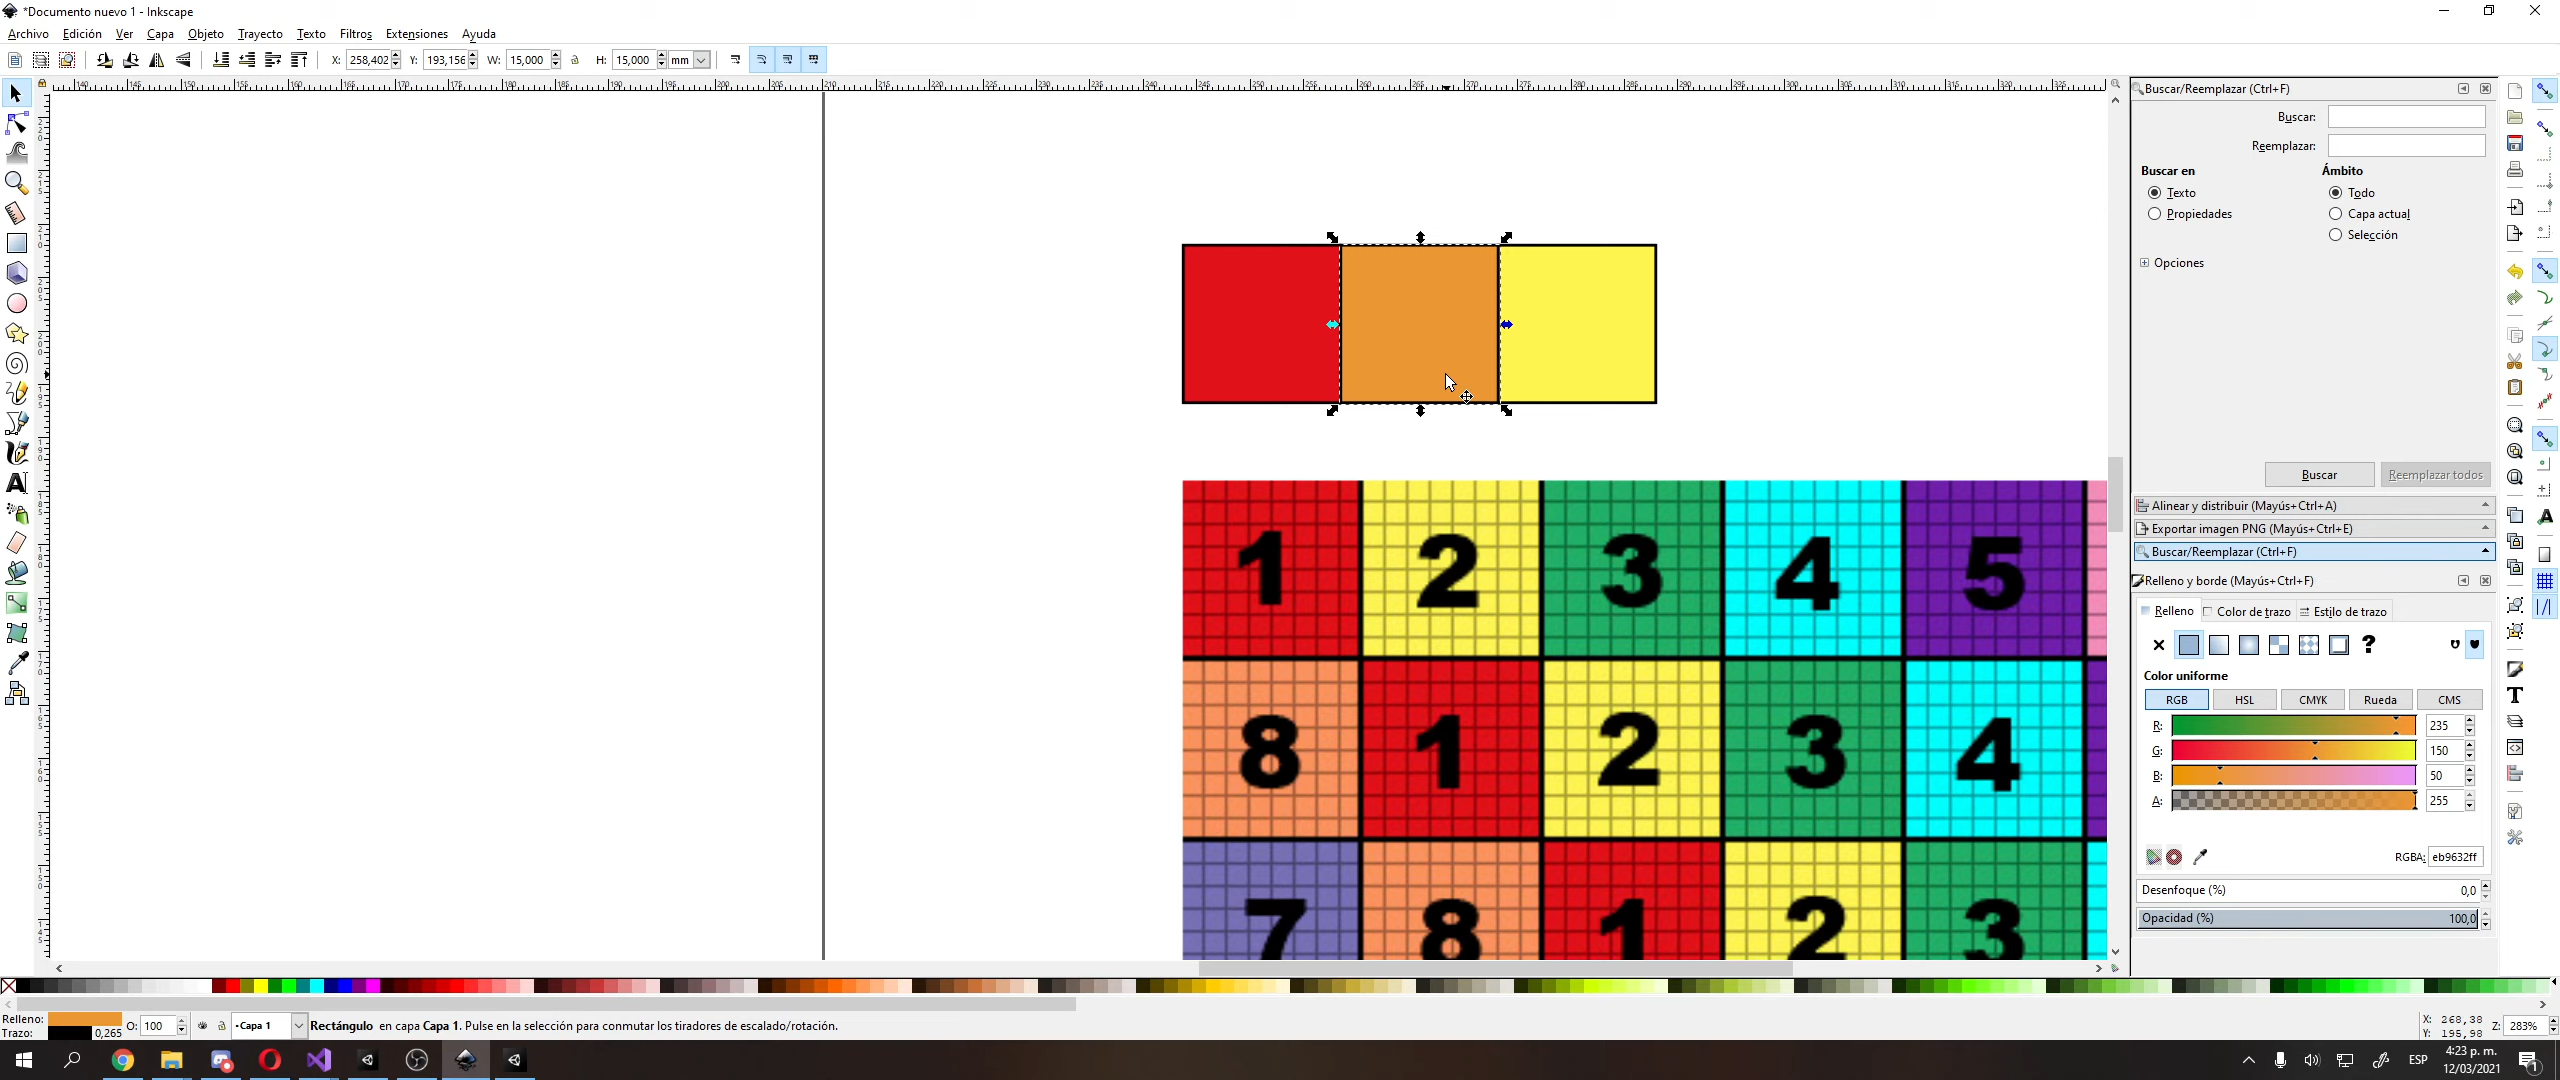 *Documento nuevo 1 - Inkscape
Archivo Edición Ver Capa Objeto Trayecto Texto Filtros Extensiones Ayuda
X: 258,402 Y: 193,156 W: 15,000 H: 15,000 mm
Buscar/Reemplazar (Ctrl+F)
Buscar:
Reemplazar:
Buscar en Ámbito
Texto Todo
Propiedades Capa actual
Selección
Opciones
Buscar Reemplazar todos
Alinear y distribuir (Mayús+Ctrl+A)
Exportar imagen PNG (Mayús+Ctrl+E)
Buscar/Reemplazar (Ctrl+F)
Relleno y borde (Mayús+Ctrl+F)
Relleno Color de trazo Estilo de trazo
Color uniforme
RGB HSL CMYK Rueda CMS
R: 235
G: 150
B: 50
A: 255
RGBA: eb9632ff
Desenfoque (%) 0,0
Opacidad (%) 100,0
1 2 3 4 5
8 1 2 3 4
7 8 1 2 3
Relleno: O: 100 •Capa 1 Rectángulo en capa Capa 1. Pulse en la selección para conmutar los tiradores de escalado/rotación.
Trazo: 0,265
X: 268,38
Y: 195,98
Z: 283%
ESP
4:23 p. m.
12/03/2021
1